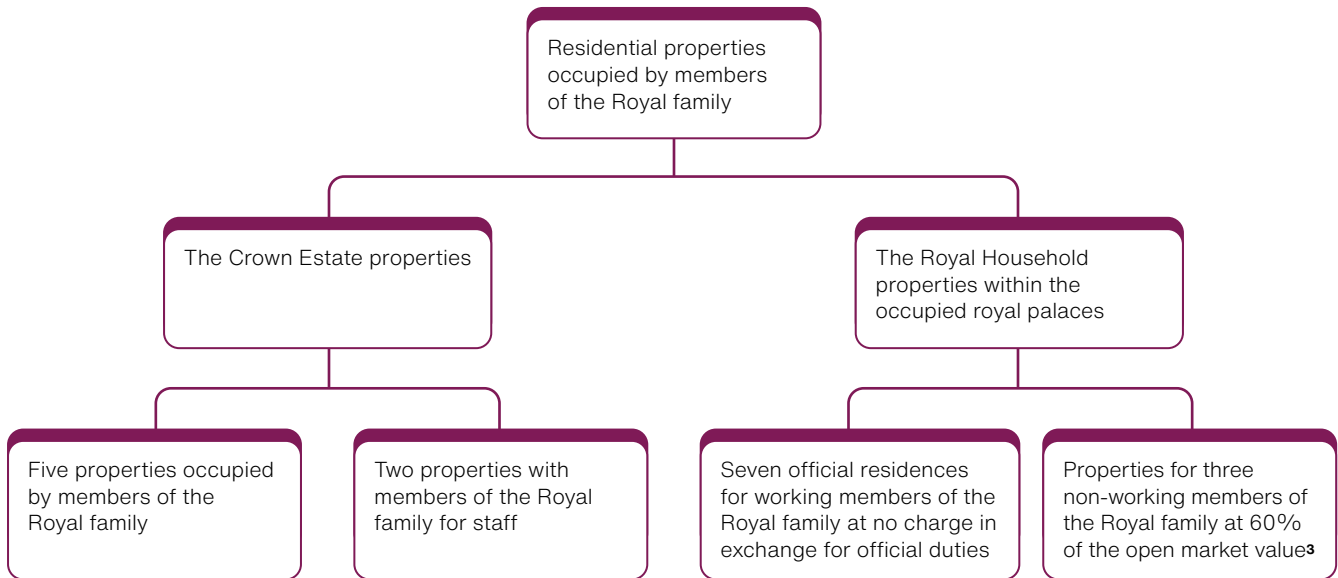 Residential properties
occupied by members
of the Royal family
The Crown Estate properties
The Royal Household
properties within the
occupied royal palaces
Five properties occupied
by members of the
Royal family
Two properties with
members of the Royal
family for staff
Seven official residences
for working members of the
Royal family at no charge in
exchange for official duties
Properties for three
non-working members of
the Royal family at 60%
of the open market value³